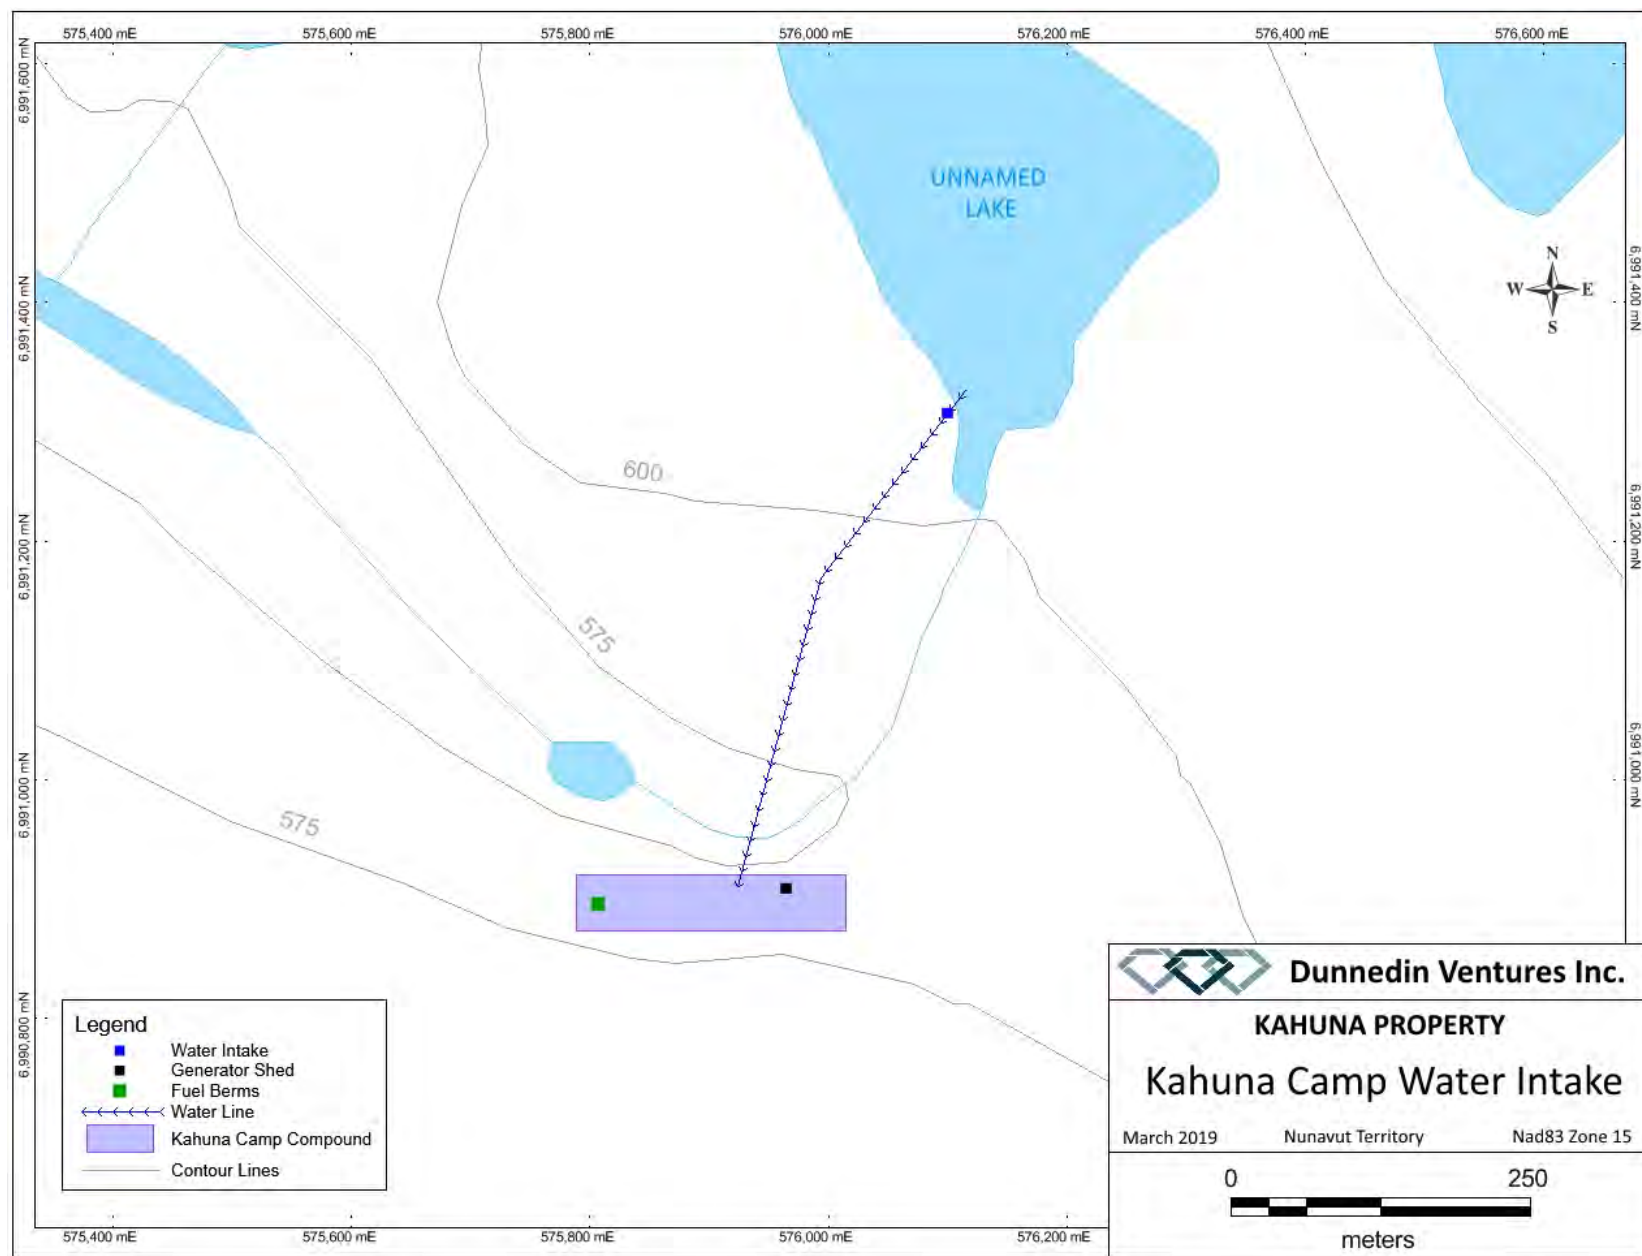 575,400 mE 575,600 mE 575,800 mE 576,000 mE 576,200 mE 576,400 mE 576,600 mE
6,991,600 mN
UNNAMED
LAKE
N
W E
S
6,991,400 mN 6,991,400 mN
600
6,991,200 mN 6,991,200 mN
575
6,991,000 mN 6,991,000 mN
575
6,990,800 mN
Legend
Water Intake
Generator Shed
Fuel Berms
Water Line
Kahuna Camp Compound
Contour Lines
Dunnedin Ventures Inc.
KAHUNA PROPERTY
Kahuna Camp Water Intake
March 2019 Nunavut Territory Nad83 Zone 15
0 250
meters
575,400 mE 575,600 mE 575,800 mE 576,000 mE 576,200 mE